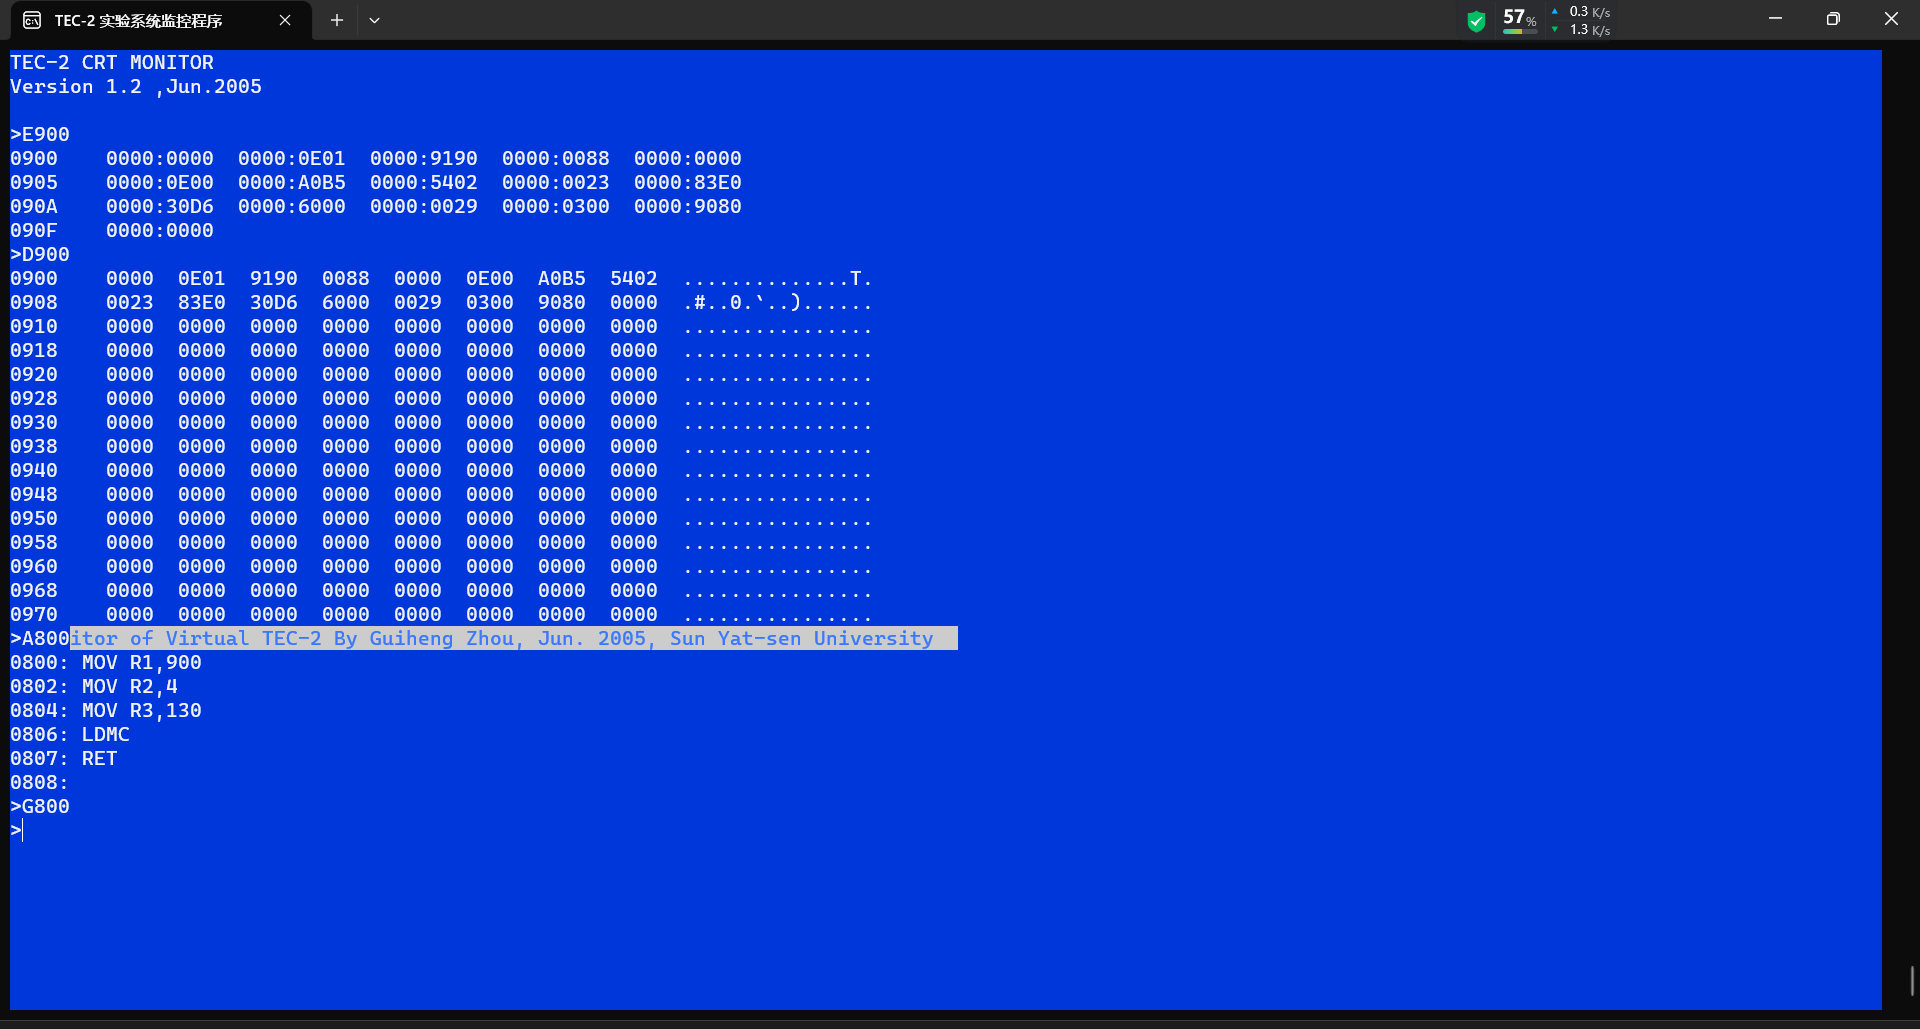 TEC-2 实验系统监控程序
57%
0.3 K/s
1.3 K/s
TEC-2 CRT MONITOR
Version 1.2 ,Jun.2005
>E900
0900    0000:0000  0000:0E01  0000:9190  0000:0088  0000:0000
0905    0000:0E00  0000:A0B5  0000:5402  0000:0023  0000:83E0
090A    0000:30D6  0000:6000  0000:0029  0000:0300  0000:9080
090F    0000:0000
>D900
0900    0000  0E01  9190  0088  0000  0E00  A0B5  5402  ..............T.
0908    0023  83E0  30D6  6000  0029  0300  9080  0000  .#..0.`..)......
0910    0000  0000  0000  0000  0000  0000  0000  0000  ................
0918    0000  0000  0000  0000  0000  0000  0000  0000  ................
0920    0000  0000  0000  0000  0000  0000  0000  0000  ................
0928    0000  0000  0000  0000  0000  0000  0000  0000  ................
0930    0000  0000  0000  0000  0000  0000  0000  0000  ................
0938    0000  0000  0000  0000  0000  0000  0000  0000  ................
0940    0000  0000  0000  0000  0000  0000  0000  0000  ................
0948    0000  0000  0000  0000  0000  0000  0000  0000  ................
0950    0000  0000  0000  0000  0000  0000  0000  0000  ................
0958    0000  0000  0000  0000  0000  0000  0000  0000  ................
0960    0000  0000  0000  0000  0000  0000  0000  0000  ................
0968    0000  0000  0000  0000  0000  0000  0000  0000  ................
0970    0000  0000  0000  0000  0000  0000  0000  0000  ................
>A800itor of Virtual TEC-2 By Guiheng Zhou, Jun. 2005, Sun Yat-sen University
0800: MOV R1,900
0802: MOV R2,4
0804: MOV R3,130
0806: LDMC
0807: RET
0808:
>G800
>